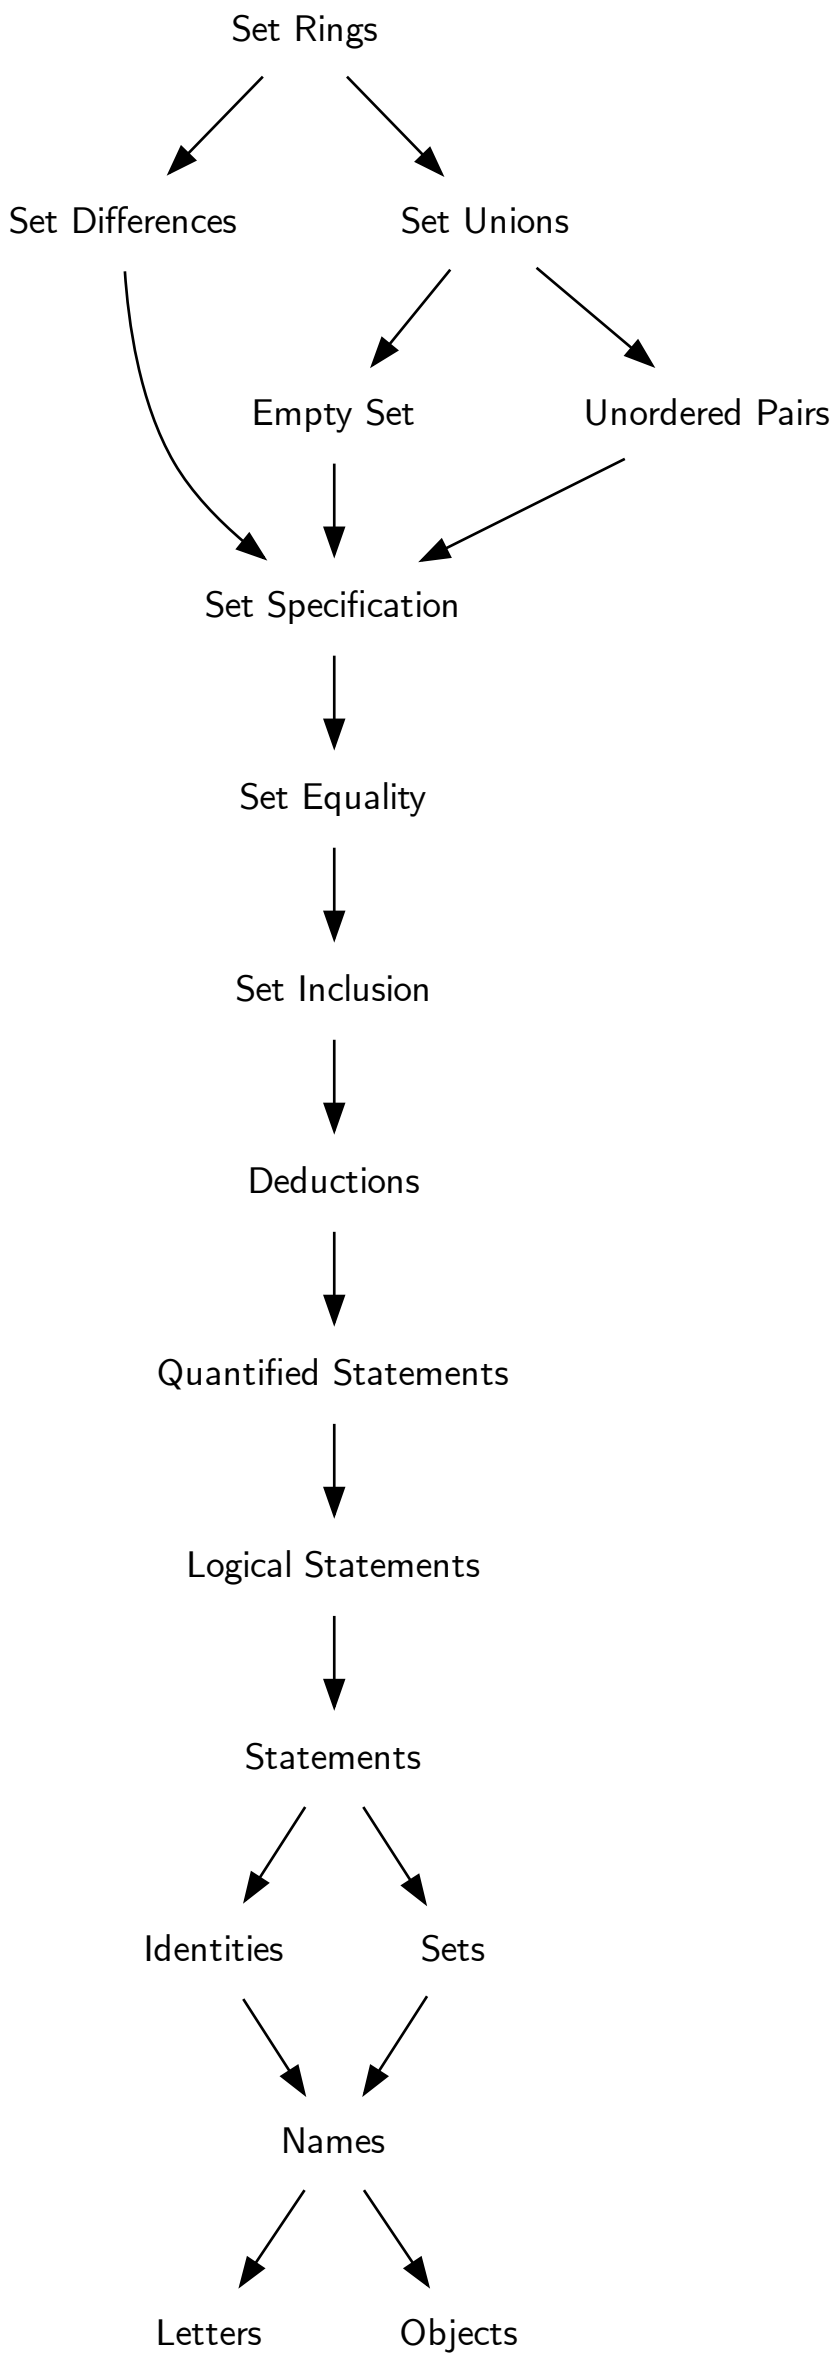 Set Rings
Set Differences
Set Unions
Empty Set
Unordered Pairs
Set Specification
Set Equality
Set Inclusion
Deductions
Quantified Statements
Logical Statements
Statements
Identities
Sets
Names
Letters
Objects